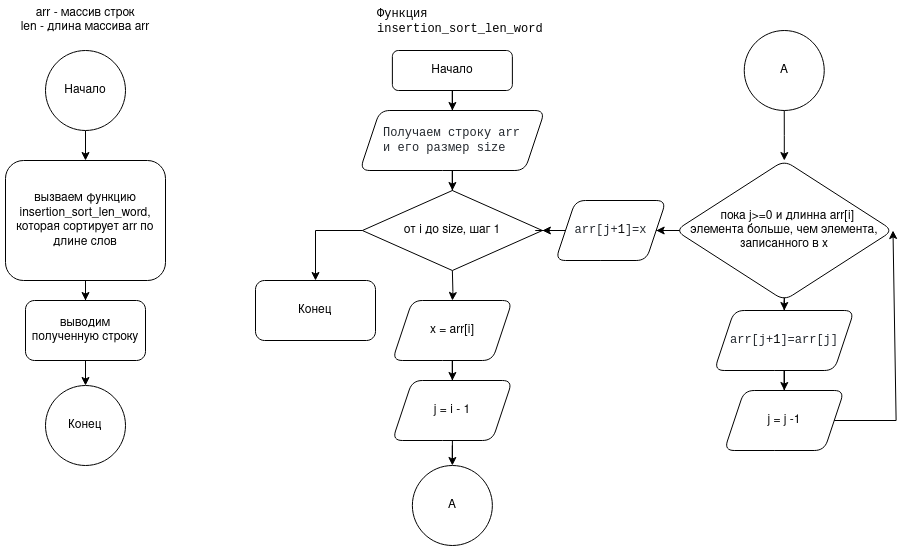 arr - массив строк
len - длина массива arr
Начало
вызваем функцию
insertion_sort_len_word,
которая сортирует arr по
длине слов
выводим
полученную строку
Конец
Функция
insertion_sort_len_word
Начало
Получаем строку arr
и его размер size
от i до size, шаг 1
Конец
x = arr[i]
j = i - 1
A
arr[j+1]=x
A
пока j>=0 и длинна arr[i]
элемента больше, чем элемента,
записанного в x
arr[j+1]=arr[j]
j = j -1